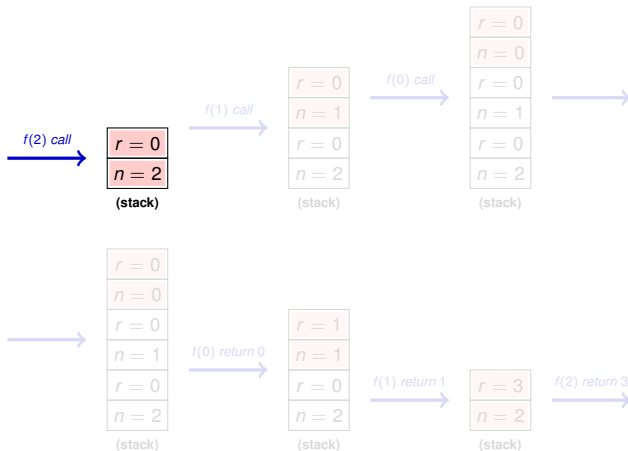 f(2) call
r = 0
n = 2
(stack)
f(1) call
r = 0
n = 1
r = 0
n = 2
(stack)
f(0) call
r = 0
n = 0
r = 0
n = 1
r = 0
n = 2
(stack)
r = 0
n = 0
r = 0
n = 1
r = 0
n = 2
(stack)
f(0) return 0
r = 1
n = 1
r = 0
n = 2
(stack)
f(1) return 1
r = 3
n = 2
(stack)
f(2) return 3